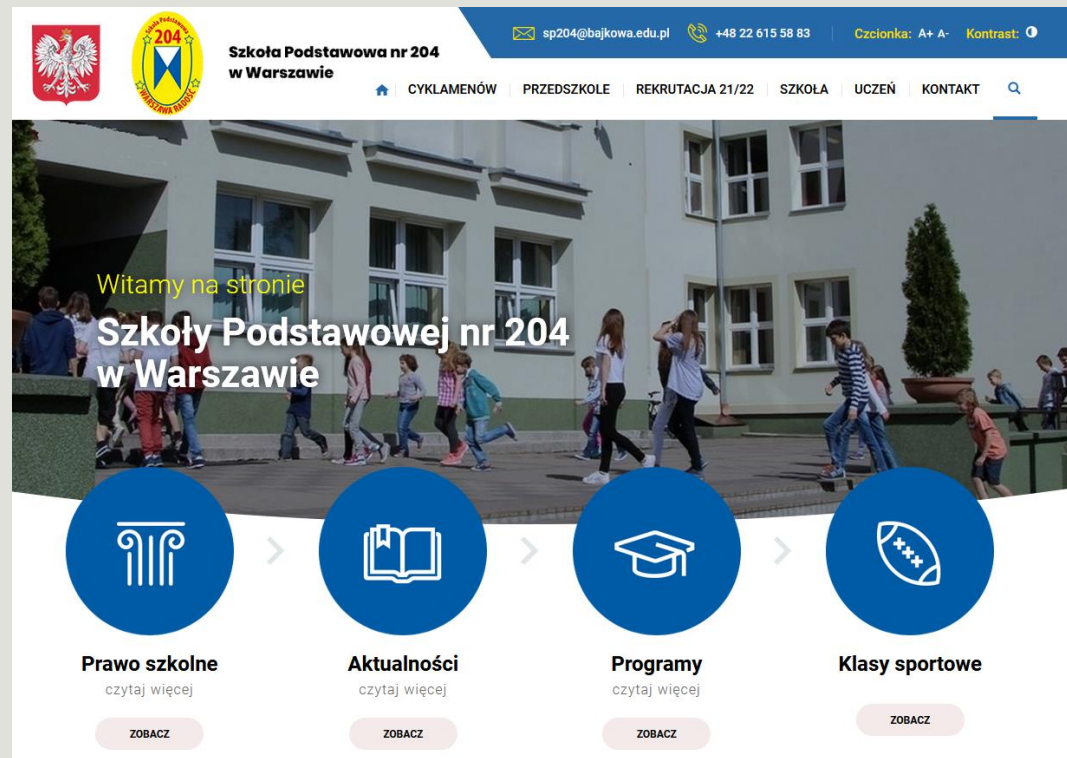 Szkoła Podstawowa
204
WARSZAWA RADOŚĆ
Szkoła Podstawowa nr 204
w Warszawie
sp204@bajkowa.edu.pl
+48 22 615 58 83
Czcionka: A+ A-
Kontrast:
CYKLAMENÓW
PRZEDSZKOLE
REKRUTACJA 21/22
SZKOŁA
UCZEŃ
KONTAKT
Witamy na stronie
Szkoły Podstawowej nr 204
w Warszawie
Prawo szkolne
czytaj więcej
ZOBACZ
Aktualności
czytaj więcej
ZOBACZ
Programy
czytaj więcej
ZOBACZ
Klasy sportowe
ZOBACZ